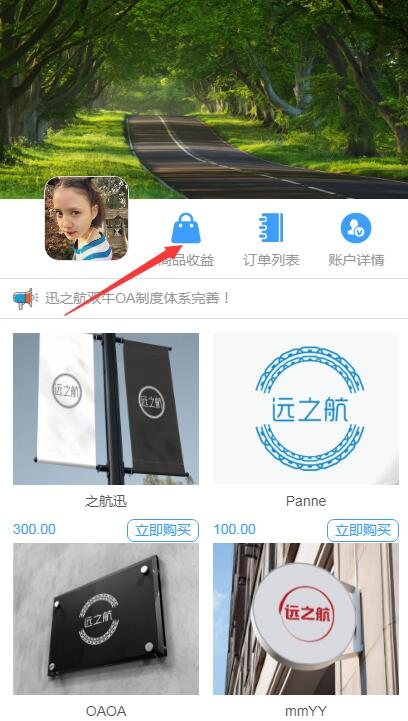 商品收益
订单列表
账户详情
迅之航双牛OA制度体系完善！
远之航
远之航
远之航
之航迅
Panne
300.00
立即购买
100.00
立即购买
远之航
远之航
OAOA
mmYY